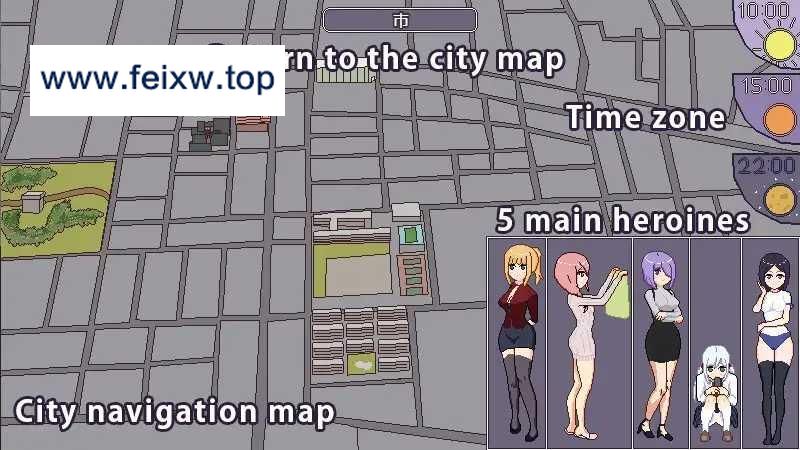 市
10:00
www.feixw.top
rn to the city map
15:00
Time zone
22:00
5 main heroines
City navigation map